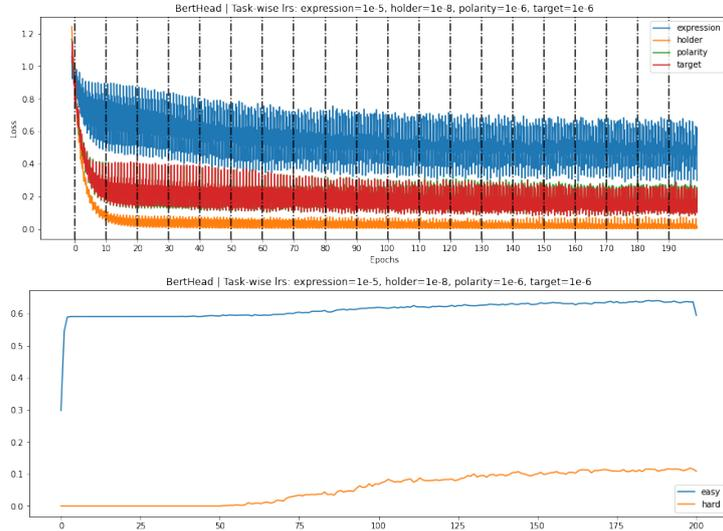 BertHead | Task-wise lrs: expression=1e-5, holder=1e-8, polarity=1e-6, target=1e-6
1.2
1.0
0.8
0.6
0.4
0.2
0.0
Loss
expression
holder
polarity
target
0 10 20 30 40 50 60 70 80 90 100 110 120 130 140 150 160 170 180 190
Epochs
BertHead | Task-wise lrs: expression=1e-5, holder=1e-8, polarity=1e-6, target=1e-6
0.6
0.5
0.4
0.3
0.2
0.1
0.0
easy
hard
0 25 50 75 100 125 150 175 200